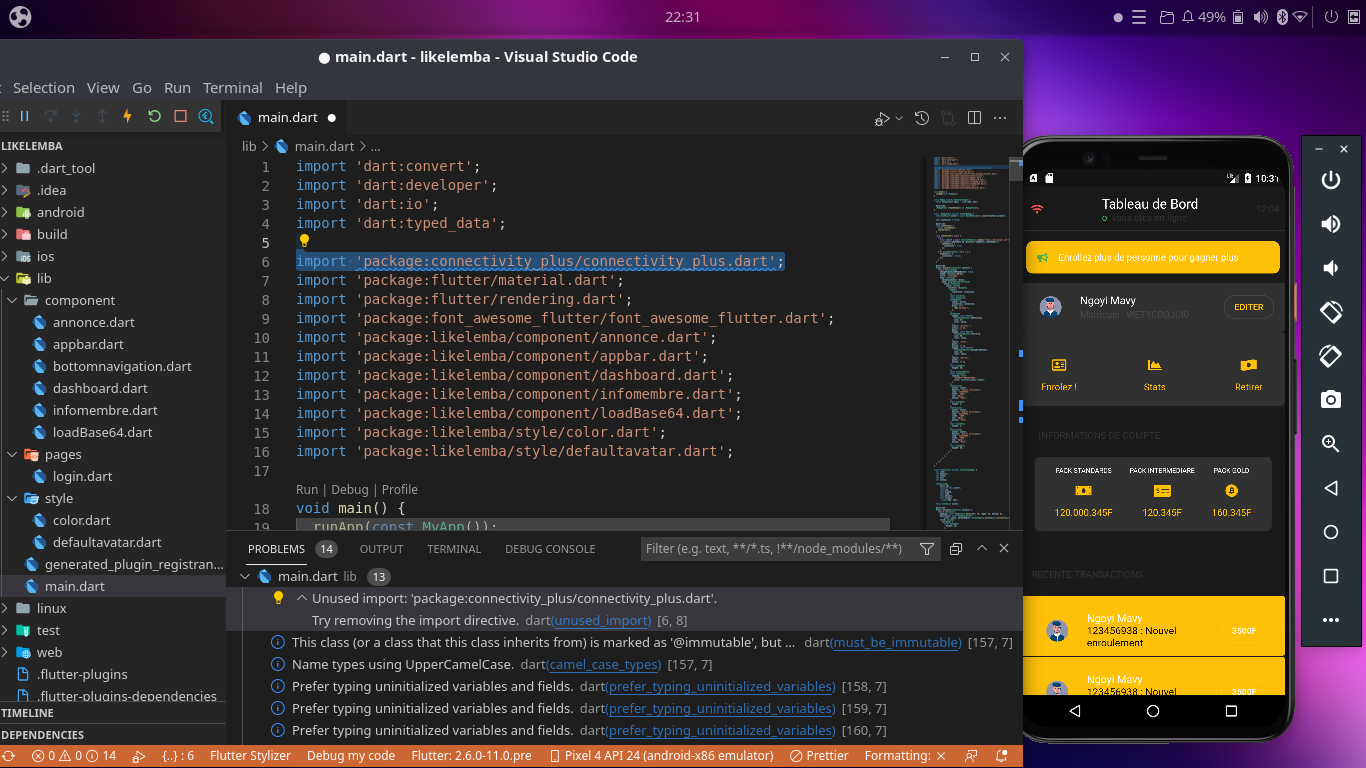 22:31
49%
main.dart - likelemba - Visual Studio Code
Selection View Go Run Terminal Help
main.dart
LIKELEMBA
.dart_tool
.idea
android
build
ios
lib
component
annonce.dart
appbar.dart
bottomnavigation.dart
dashboard.dart
infomembre.dart
loadBase64.dart
pages
login.dart
style
color.dart
defaultavatar.dart
generated_plugin_registran...
main.dart
linux
test
web
.flutter-plugins
.flutter-plugins-dependencies
TIMELINE
DEPENDENCIES
lib > main.dart > ...
1 import 'dart:convert';
2 import 'dart:developer';
3 import 'dart:io';
4 import 'dart:typed_data';
5
6 import 'package:connectivity_plus/connectivity_plus.dart';
7 import 'package:flutter/material.dart';
8 import 'package:flutter/rendering.dart';
9 import 'package:font_awesome_flutter/font_awesome_flutter.dart';
10 import 'package:likelemba/component/annonce.dart';
11 import 'package:likelemba/component/appbar.dart';
12 import 'package:likelemba/component/dashboard.dart';
13 import 'package:likelemba/component/infomembre.dart';
14 import 'package:likelemba/component/loadBase64.dart';
15 import 'package:likelemba/style/color.dart';
16 import 'package:likelemba/style/defaultavatar.dart';
17
Run | Debug | Profile
18 void main() {
19 runApp(const MyApp());
PROBLEMS 14 OUTPUT TERMINAL DEBUG CONSOLE Filter (e.g. text, **/*.ts, !**/node_modules/**)
main.dart lib 13
Unused import: 'package:connectivity_plus/connectivity_plus.dart'.
Try removing the import directive. dart(unused_import) [6, 8]
This class (or a class that this class inherits from) is marked as '@immutable', but ... dart(must_be_immutable) [157, 7]
Name types using UpperCamelCase. dart(camel_case_types) [157, 7]
Prefer typing uninitialized variables and fields. dart(prefer_typing_uninitialized_variables) [158, 7]
Prefer typing uninitialized variables and fields. dart(prefer_typing_uninitialized_variables) [159, 7]
Prefer typing uninitialized variables and fields. dart(prefer_typing_uninitialized_variables) [160, 7]
0 0 14 {..} : 6 Flutter Stylizer Debug my code Flutter: 2.6.0-11.0.pre Pixel 4 API 24 (android-x86 emulator) Prettier Formatting: ×
LTE 10:31
Tableau de Bord
vous etes en ligne
12:04
Enrollez plus de personne pour gagner plus
Ngoyi Mavy
EDITER
Enrolez ! Stats Retirer
INFORMATIONS DE COMPTE
PACK STANDARDS PACK INTERMEDIARE PACK GOLD
120.000.345F 120.345F 160.345F
RECENTE TRANSACTIONS
Ngoyi Mavy
123456938 : Nouvel
enroulement
3500F
Ngoyi Mavy
123456938 : Nouvel
3500F